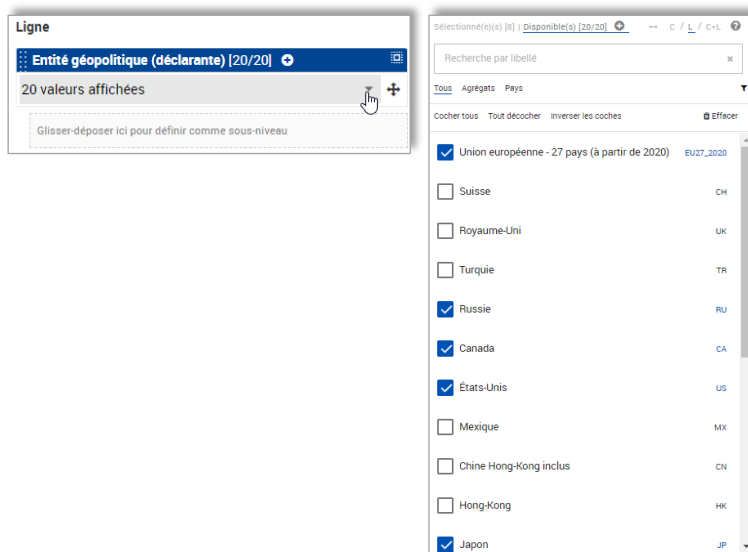 Ligne
Entité géopolitique (déclarante) [20/20]
20 valeurs affichées
Glisser-déposer ici pour définir comme sous-niveau
Sélectionné(e)(s) [8] | Disponible(s) [20/20] C / L / C+L
Recherche par libellé
Tous Agrégats Pays
Cocher tous Tout décocher Inverser les coches Effacer
Union européenne - 27 pays (à partir de 2020) EU27_2020
Suisse CH
Royaume-Uni UK
Turquie TR
Russie RU
Canada CA
États-Unis US
Mexique MX
Chine Hong-Kong inclus CN
Hong-Kong HK
Japon JP